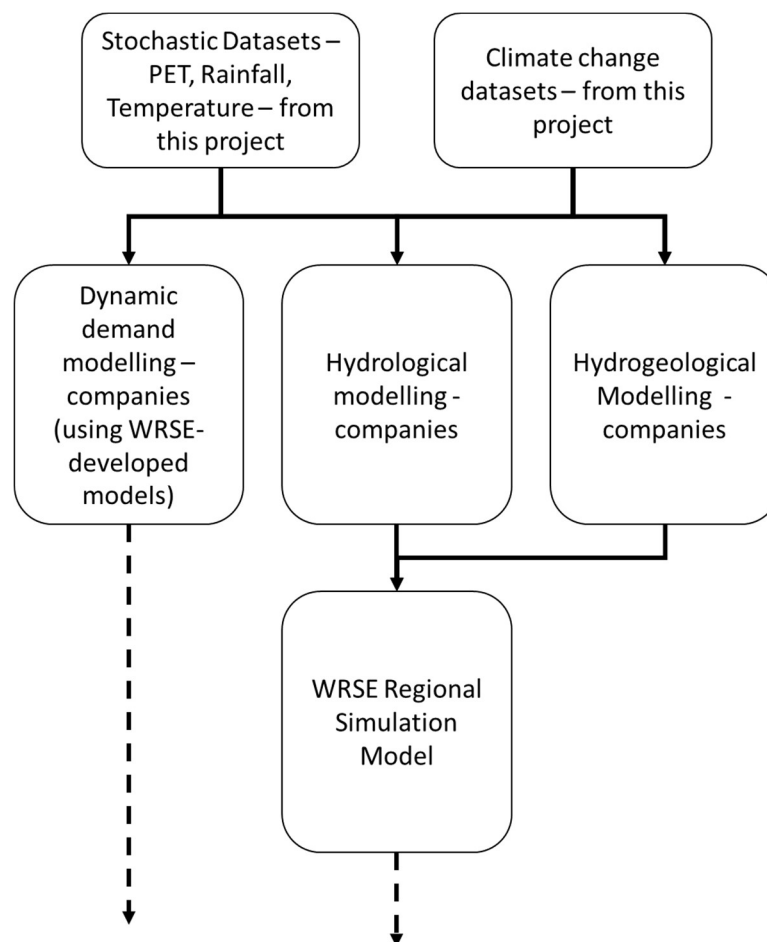 Stochastic Datasets –
PET, Rainfall,
Temperature – from
this project
Climate change
datasets – from this
project
Dynamic
demand
modelling –
companies
(using WRSE-
developed
models)
Hydrological
modelling -
companies
Hydrogeological
Modelling -
companies
WRSE Regional
Simulation
Model